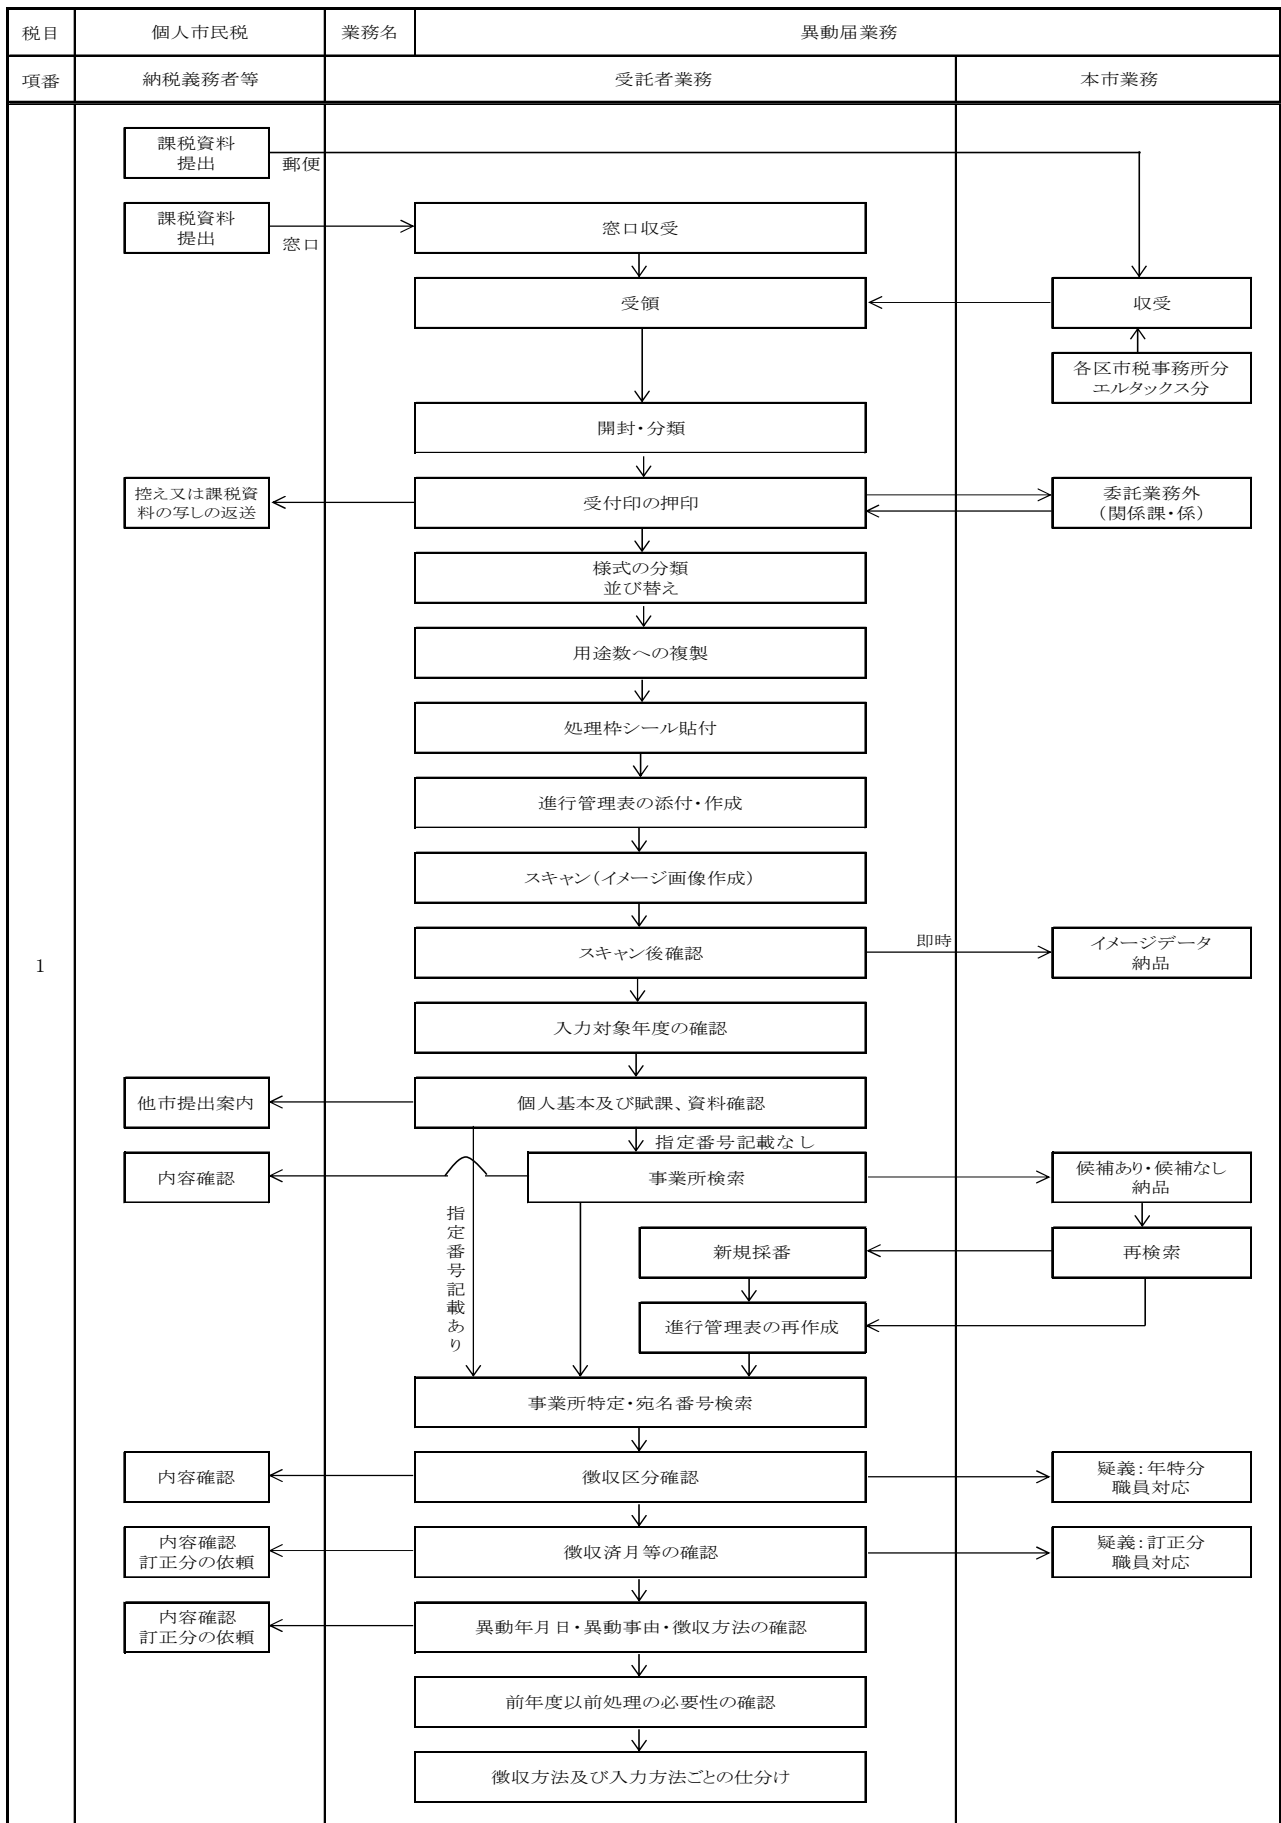 税目
個人市民税
業務名
異動届業務
項番
納税義務者等
受託者業務
本市業務
課税資料
提出
郵便
課税資料
提出
窓口
窓口収受
受領
収受
各区市税事務所分
エルタックス分
開封・分類
控え又は課税資
料の写しの返送
受付印の押印
委託業務外
(関係課・係)
様式の分類
並び替え
用途数への複製
処理枠シール貼付
進行管理表の添付・作成
スキャン(イメージ画像作成)
1
スキャン後確認
即時
イメージデータ
納品
入力対象年度の確認
他市提出案内
個人基本及び賦課、資料確認
指定番号記載なし
内容確認
事業所検索
候補あり・候補なし
納品
指定番号記載あり
新規採番
再検索
進行管理表の再作成
事業所特定・宛名番号検索
内容確認
徴収区分確認
疑義:年特分
職員対応
内容確認
訂正分の依頼
徴収済月等の確認
疑義:訂正分
職員対応
内容確認
訂正分の依頼
異動年月日・異動事由・徴収方法の確認
前年度以前処理の必要性の確認
徴収方法及び入力方法ごとの仕分け